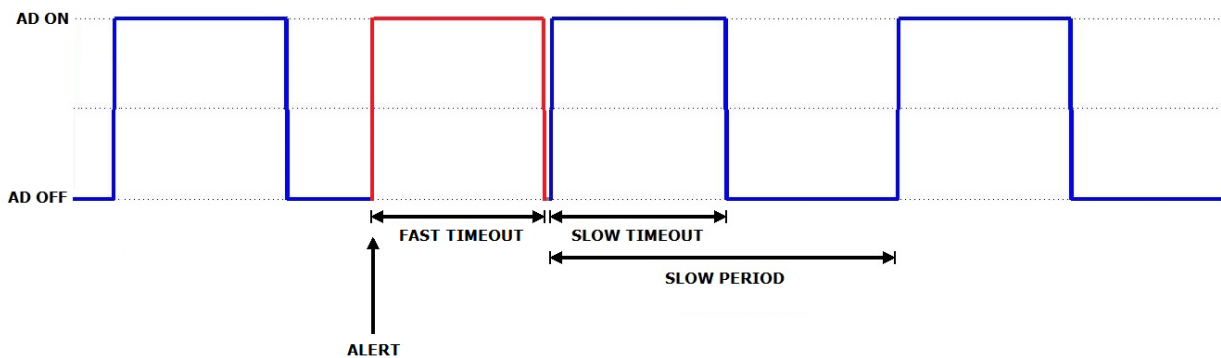 AD ON
AD OFF
FAST TIMEOUT
SLOW TIMEOUT
SLOW PERIOD
ALERT